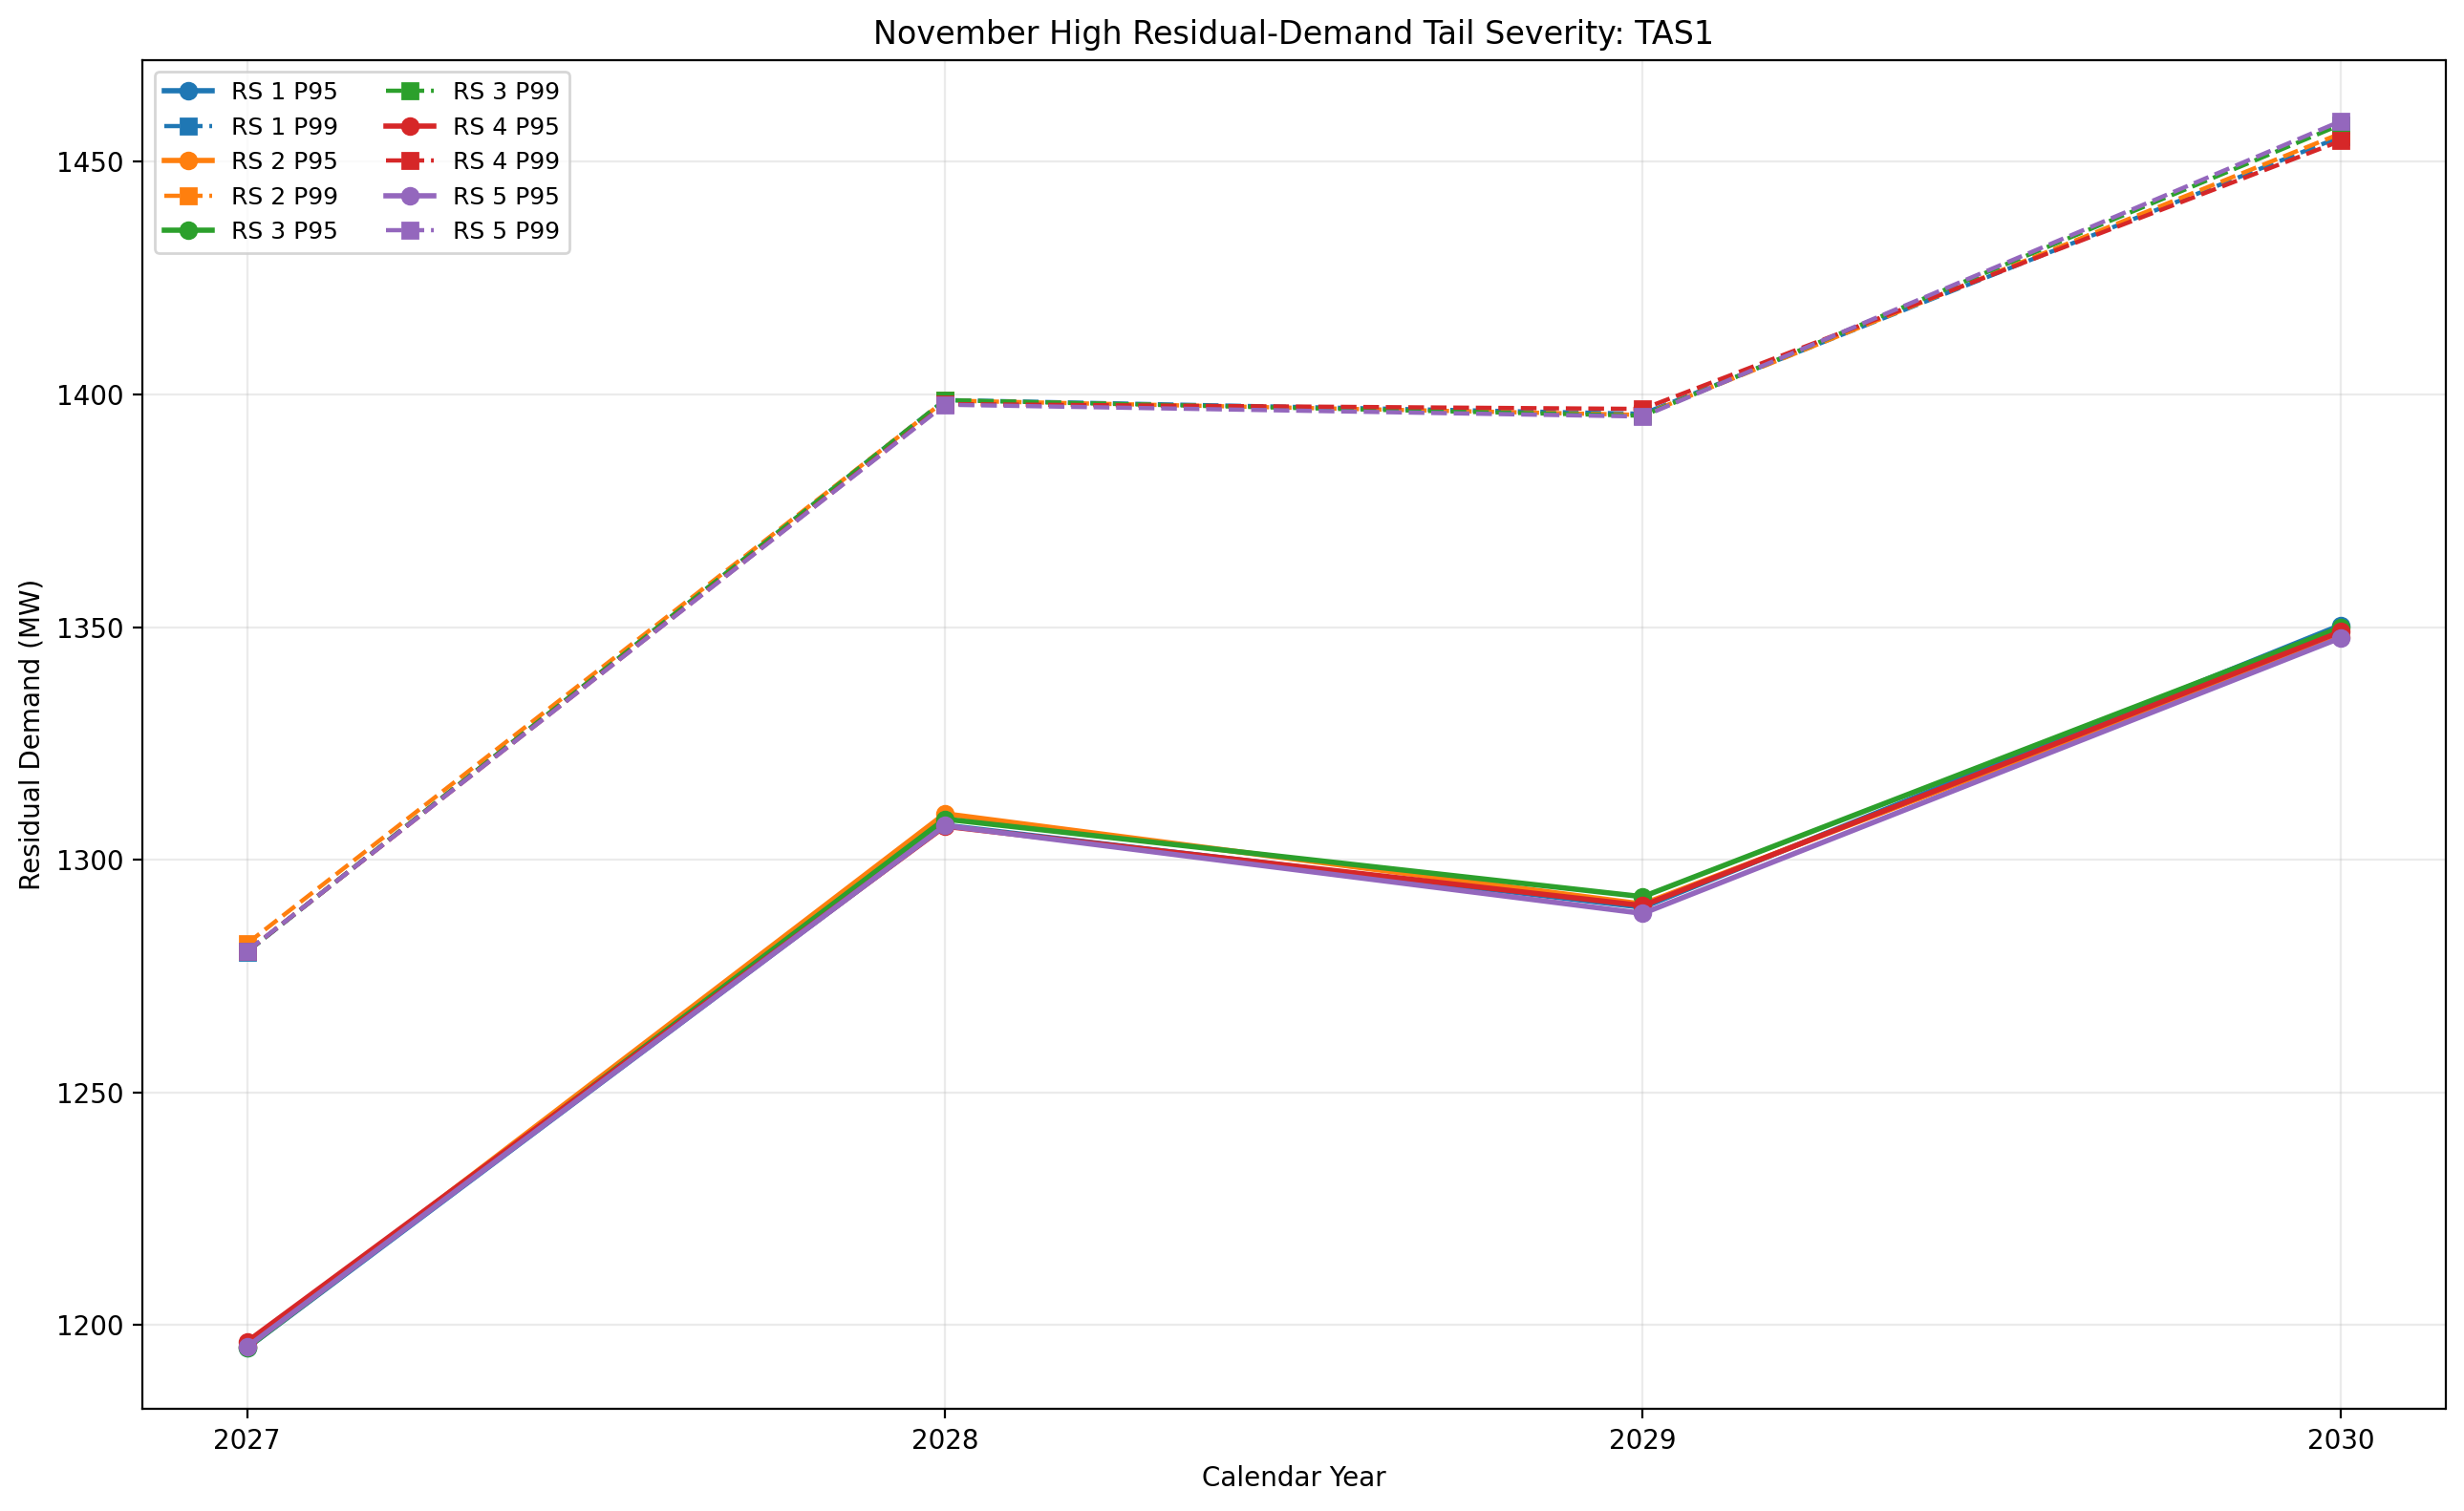 November High Residual-Demand Tail Severity: TAS1
RS 1 P95
RS 1 P99
RS 2 P95
RS 2 P99
RS 3 P95
RS 3 P99
RS 4 P95
RS 4 P99
RS 5 P95
RS 5 P99
Residual Demand (MW)
1450
1400
1350
1300
1250
1200
2027
2028
2029
2030
Calendar Year